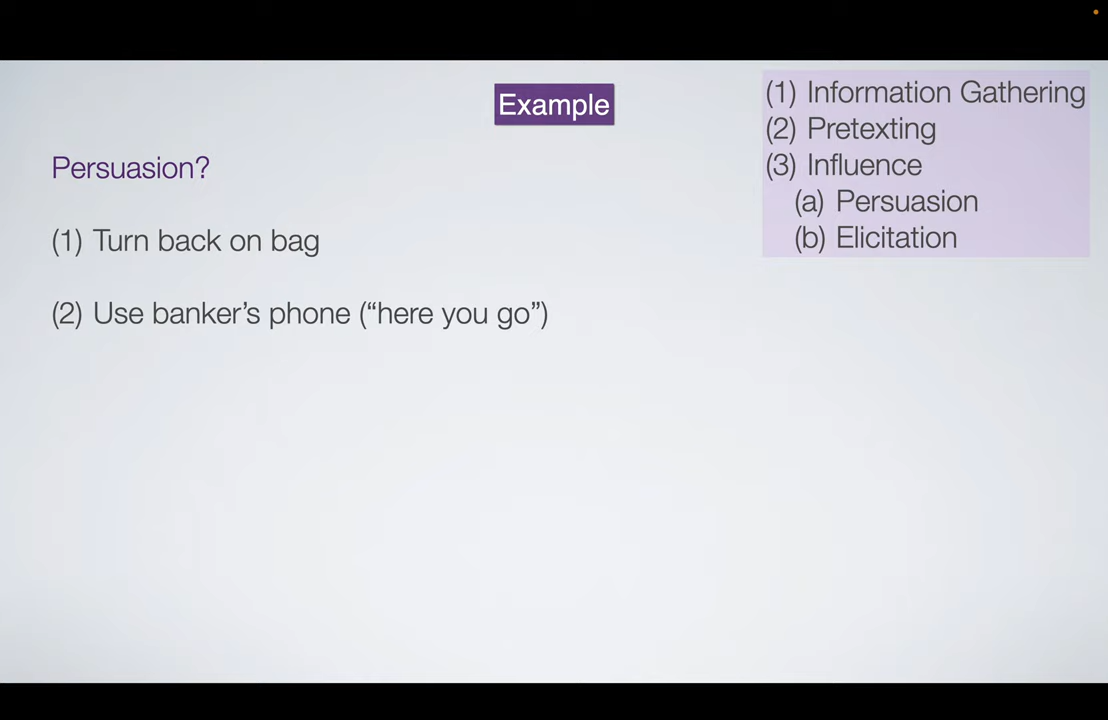 Example
Persuasion?
(1) Turn back on bag
(2) Use banker’s phone (“here you go”)
(1) Information Gathering
(2) Pretexting
(3) Influence
(a) Persuasion
(b) Elicitation